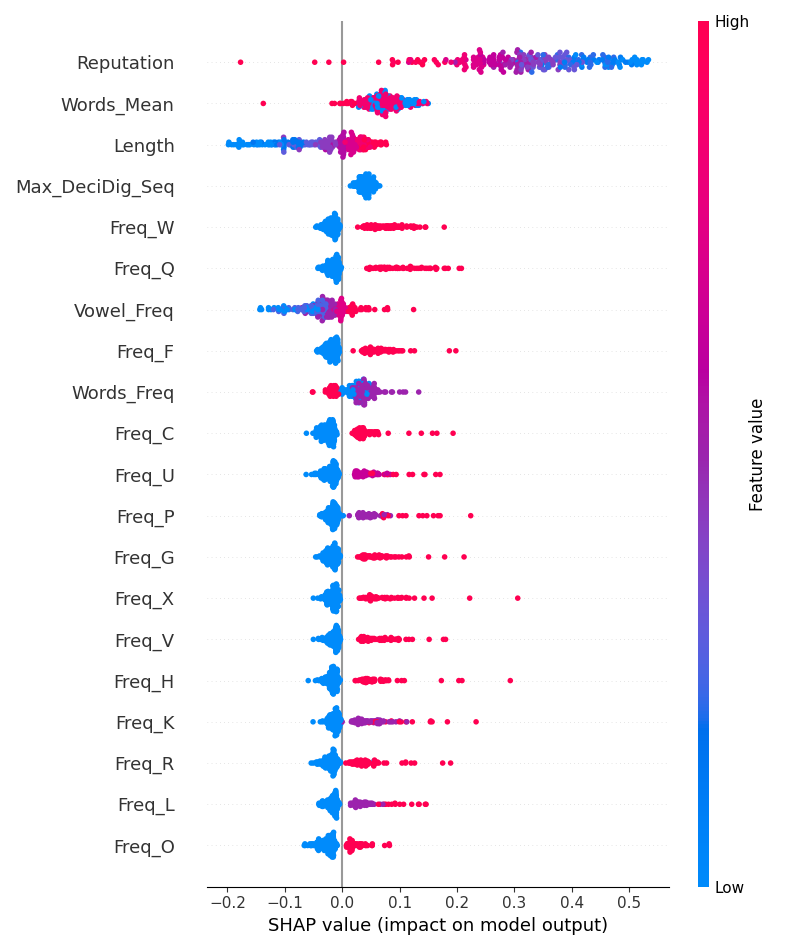 High
Reputation
Words_Mean
Length
Max_DeciDig_Seq
Freq_W
Freq_Q
Vowel_Freq
Freq_F
Words_Freq
Freq_C
Freq_U
Freq_P
Freq_G
Freq_X
Freq_V
Freq_H
Freq_K
Freq_R
Freq_L
Freq_O
Feature value
Low
−0.2 −0.1 0.0 0.1 0.2 0.3 0.4 0.5
SHAP value (impact on model output)